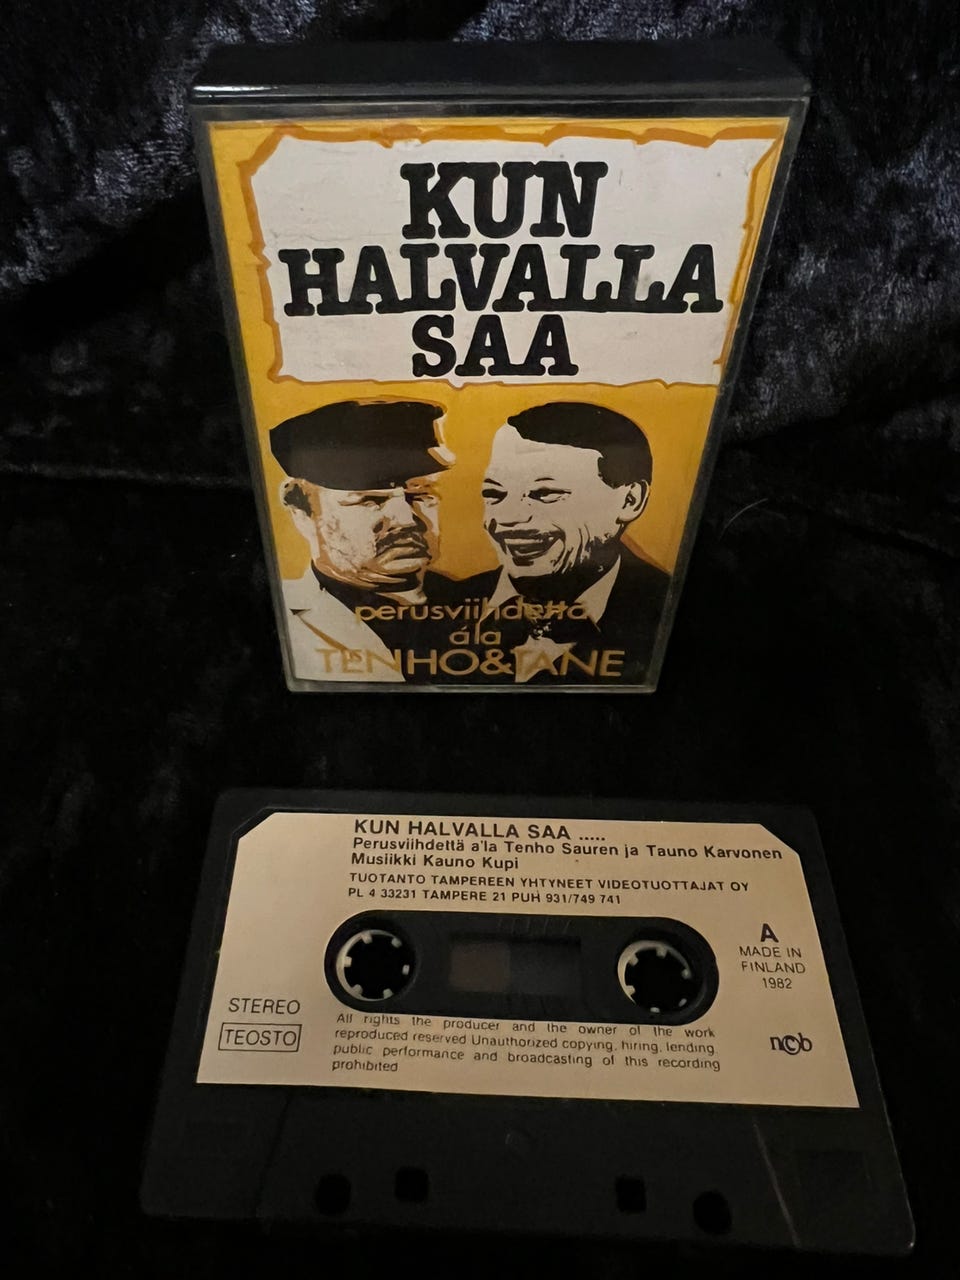 KUN
HALVALLA
SAA
perusviihdettä
á la
TENHO&TANE
KUN HALVALLA SAA .....
Perusviihdettä a'la Tenho Sauren ja Tauno Karvonen
Musiikki Kauno Kupi
TUOTANTO TAMPEREEN YHTYNEET VIDEOTUOTTAJAT OY
PL 4 33231 TAMPERE 21 PUH 931/749 741
A
MADE IN
FINLAND
1982
STEREO
TEOSTO
All rights the producer and the owner of the work
reproduced reserved Unauthorized copying, hiring, lending,
public performance and broadcasting of this recording
prohibited
ncb